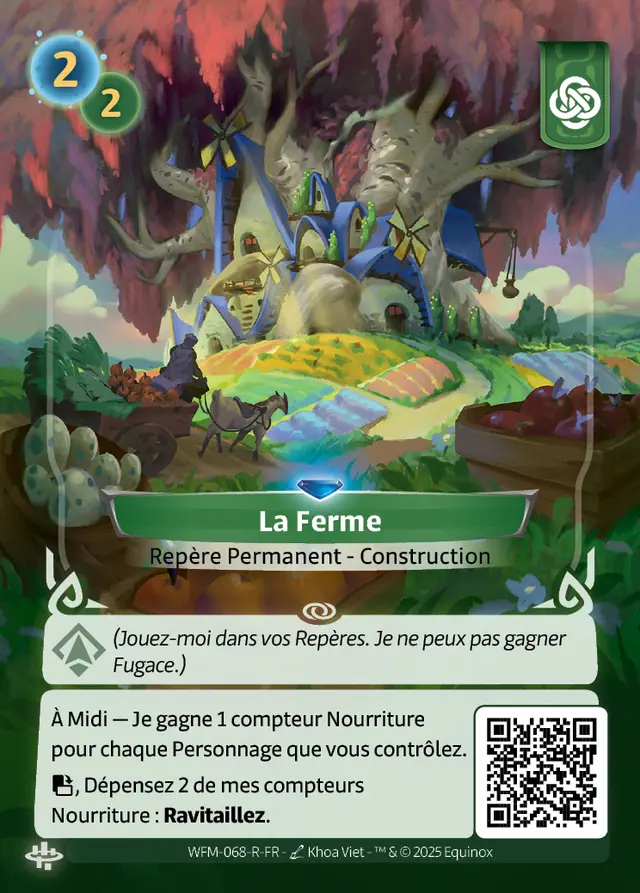 2
2
La Ferme
Repère Permanent - Construction
(Jouez-moi dans vos Repères. Je ne peux pas gagner
Fugace.)
À Midi — Je gagne 1 compteur Nourriture
pour chaque Personnage que vous contrôlez.
, Dépensez 2 de mes compteurs
Nourriture : Ravitaillez.
WFM-068-R-FR - Khoa Viet - ™ & © 2025 Equinox